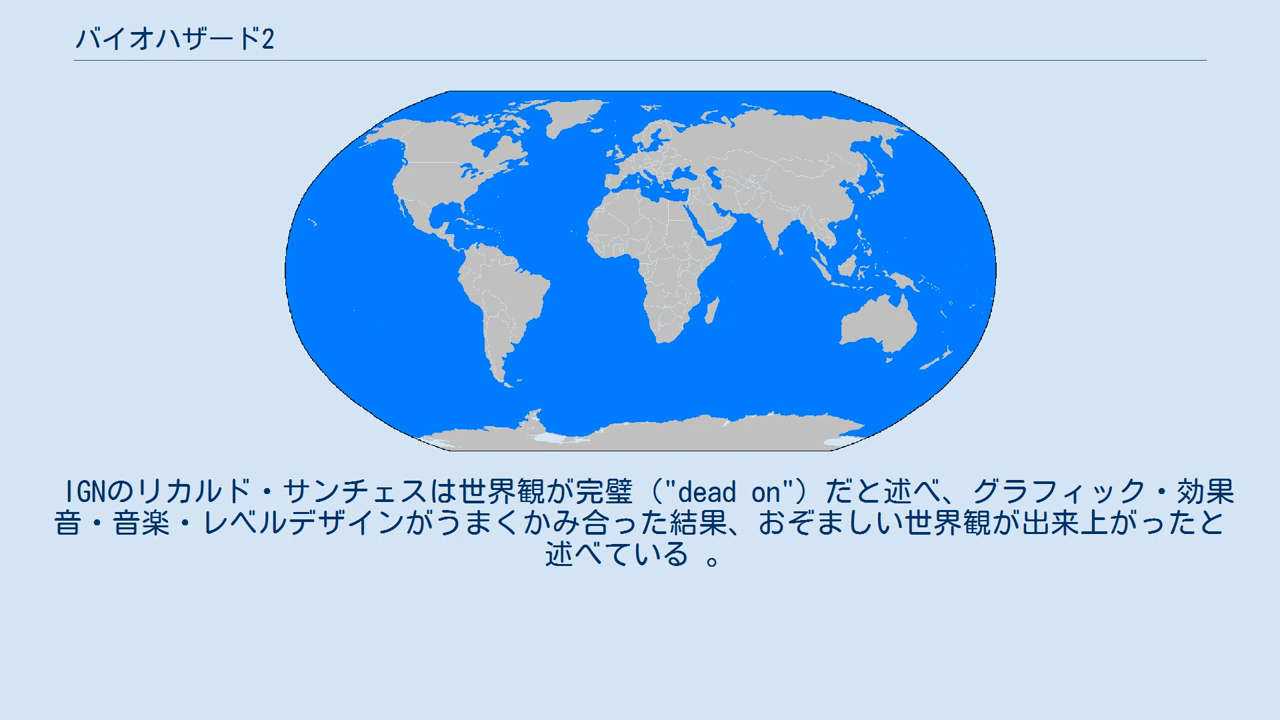 バイオハザード2
IGNのリカルド・サンチェスは世界観が完璧（"dead on"）だと述べ、グラフィック・効果
音・音楽・レベルデザインがうまくかみ合った結果、おぞましい世界観が出来上がったと
述べている 。